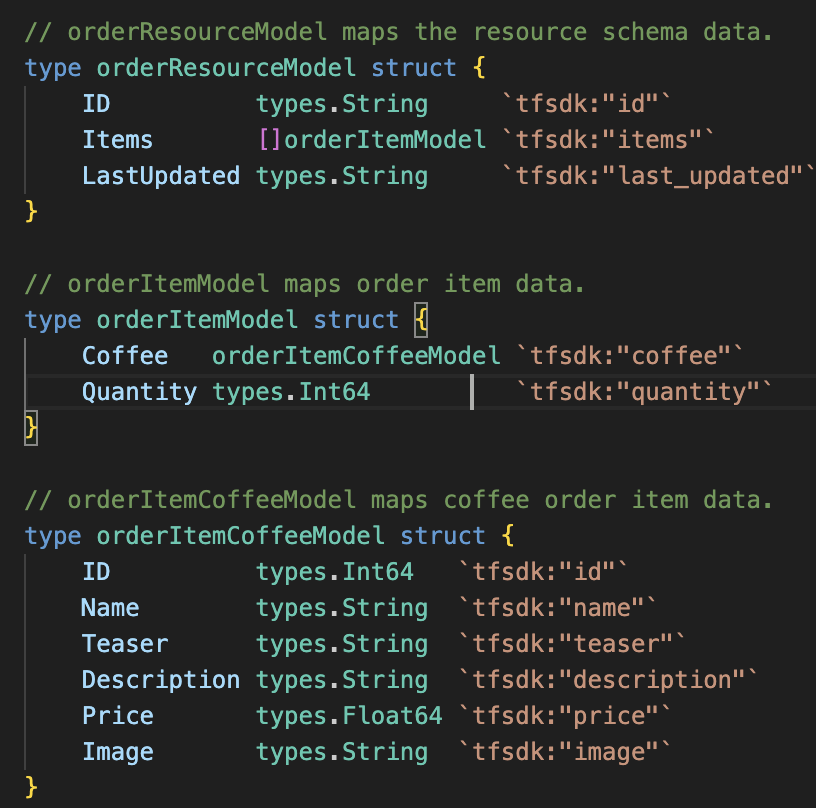 // orderResourceModel maps the resource schema data.
type orderResourceModel struct {
    ID          types.String     `tfsdk:"id"`
    Items       []orderItemModel `tfsdk:"items"`
    LastUpdated types.String     `tfsdk:"last_updated"`
}

// orderItemModel maps order item data.
type orderItemModel struct {
    Coffee   orderItemCoffeeModel `tfsdk:"coffee"`
    Quantity types.Int64          `tfsdk:"quantity"`
}

// orderItemCoffeeModel maps coffee order item data.
type orderItemCoffeeModel struct {
    ID          types.Int64   `tfsdk:"id"`
    Name        types.String  `tfsdk:"name"`
    Teaser      types.String  `tfsdk:"teaser"`
    Description types.String  `tfsdk:"description"`
    Price       types.Float64 `tfsdk:"price"`
    Image       types.String  `tfsdk:"image"`
}